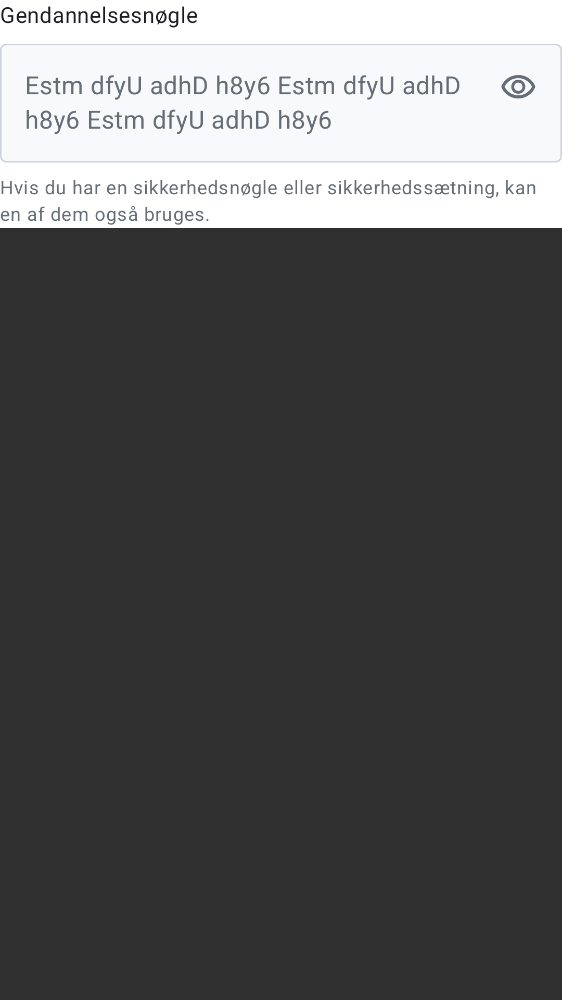 Gendannelsesnøgle
Estm dfyU adhD h8y6 Estm dfyU adhD
h8y6 Estm dfyU adhD h8y6
Hvis du har en sikkerhedsnøgle eller sikkerhedssætning, kan
en af dem også bruges.